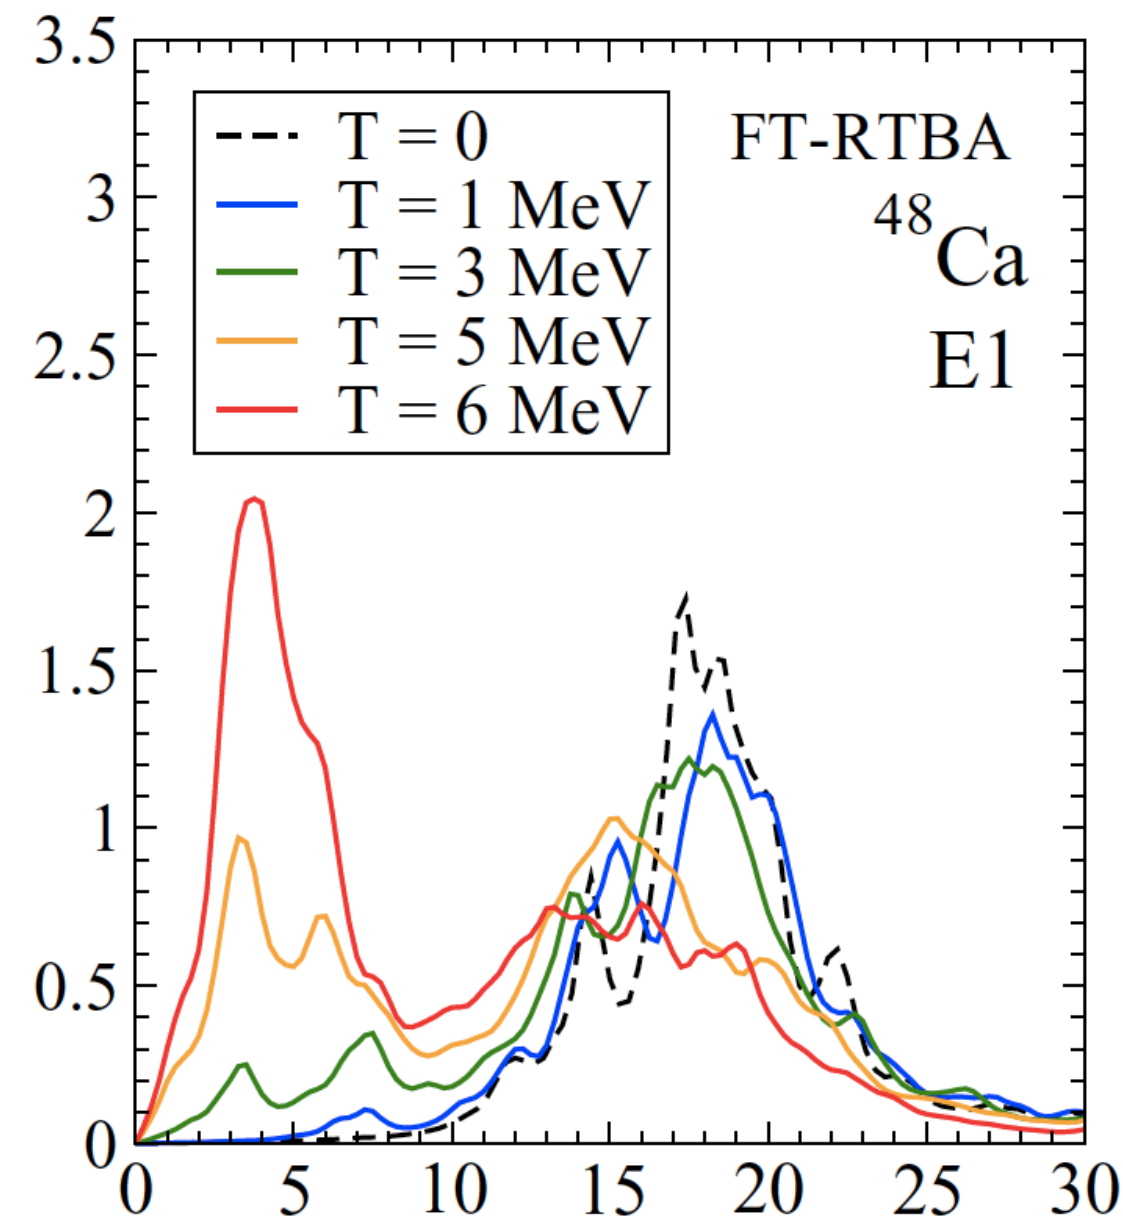 3.5
3
2.5
2
1.5
1
0.5
0
T = 0
T = 1 MeV
T = 3 MeV
T = 5 MeV
T = 6 MeV
FT-RTBA
⁴⁸Ca
E1
0 5 10 15 20 25 30